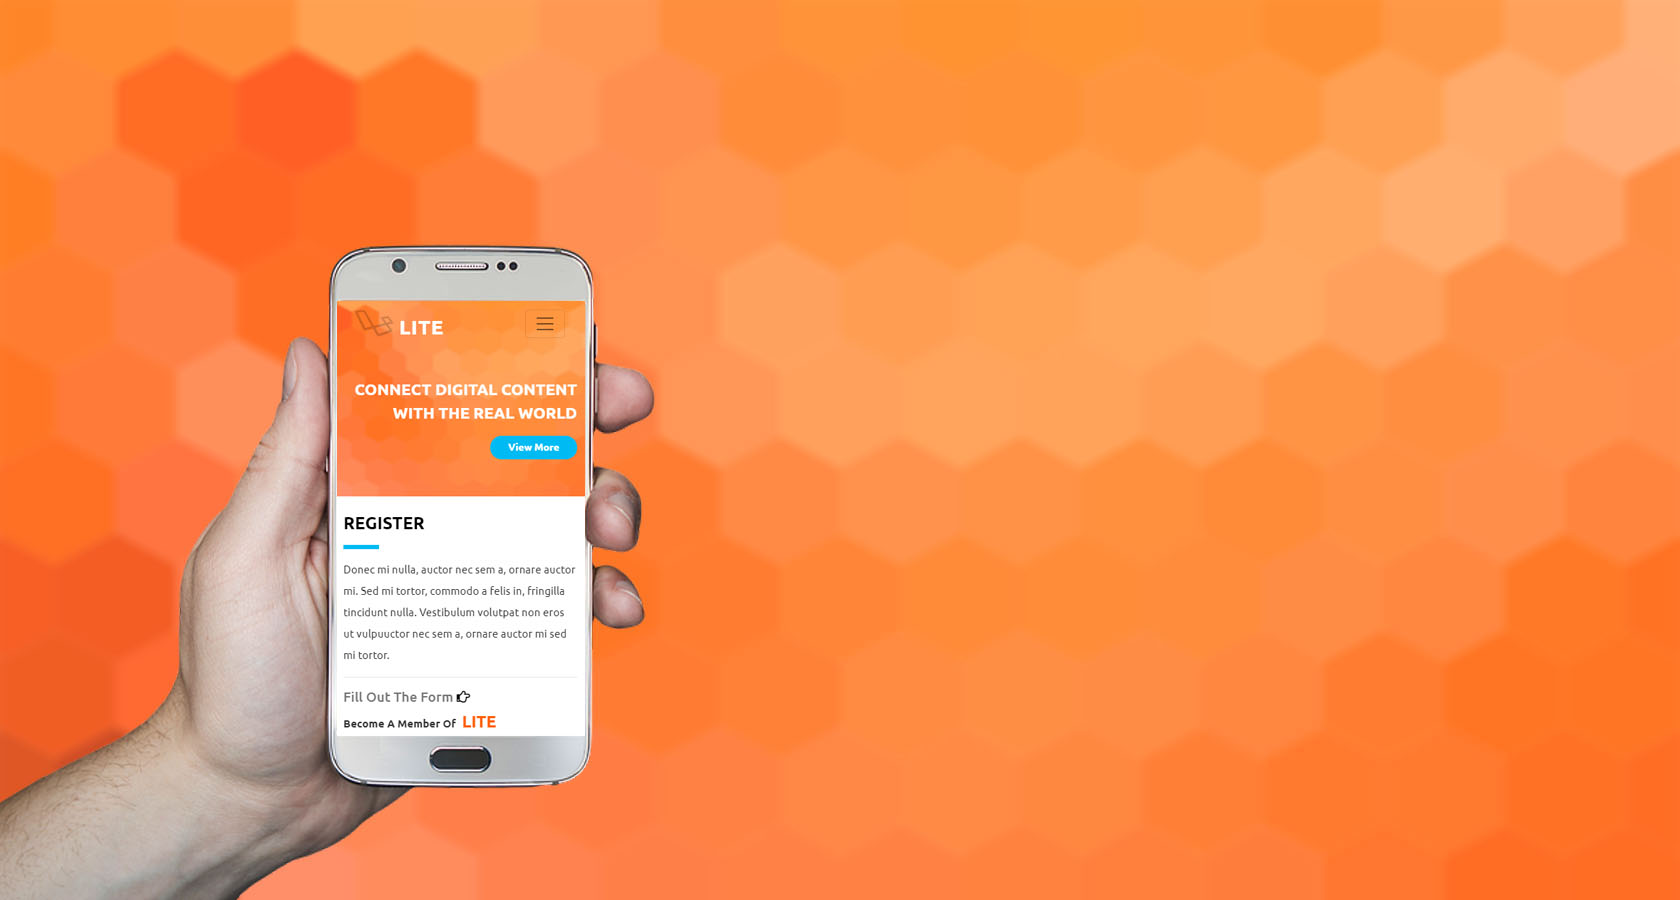 LITE
CONNECT DIGITAL CONTENT
WITH THE REAL WORLD
View More
REGISTER
Donec mi nulla, auctor nec sem a, ornare auctor
mi. Sed mi tortor, commodo a felis in, fringilla
tincidunt nulla. Vestibulum volutpat non eros
ut vulpuuctor nec sem a, ornare auctor mi sed
mi tortor.
Fill Out The Form
Become A Member Of LITE